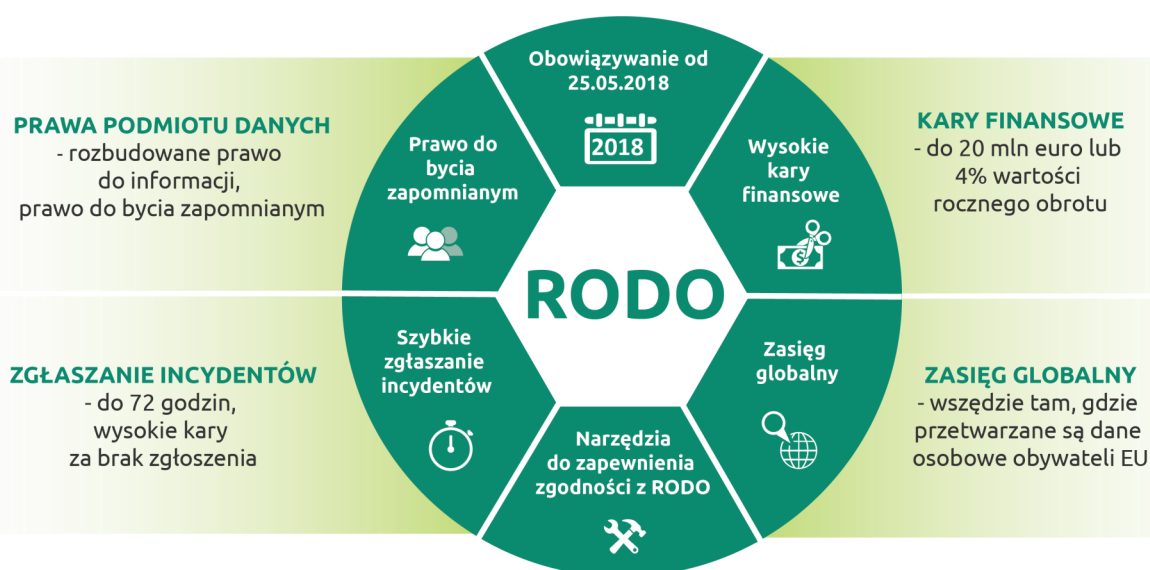 PRAWA PODMIOTU DANYCH
- rozbudowane prawo
do informacji,
prawo do bycia zapomnianym
ZGŁASZANIE INCYDENTÓW
- do 72 godzin,
wysokie kary
za brak zgłoszenia
Obowiązywanie od
25.05.2018
2018
Prawo do
bycia
zapomnianym
Wysokie
kary
finansowe
$
RODO
Szybkie
zgłaszanie
incydentów
Zasięg
globalny
Narzędzia
do zapewnienia
zgodności z RODO
KARY FINANSOWE
- do 20 mln euro lub
4% wartości
rocznego obrotu
ZASIĘG GLOBALNY
- wszędzie tam, gdzie
przetwarzane są dane
osobowe obywateli EU